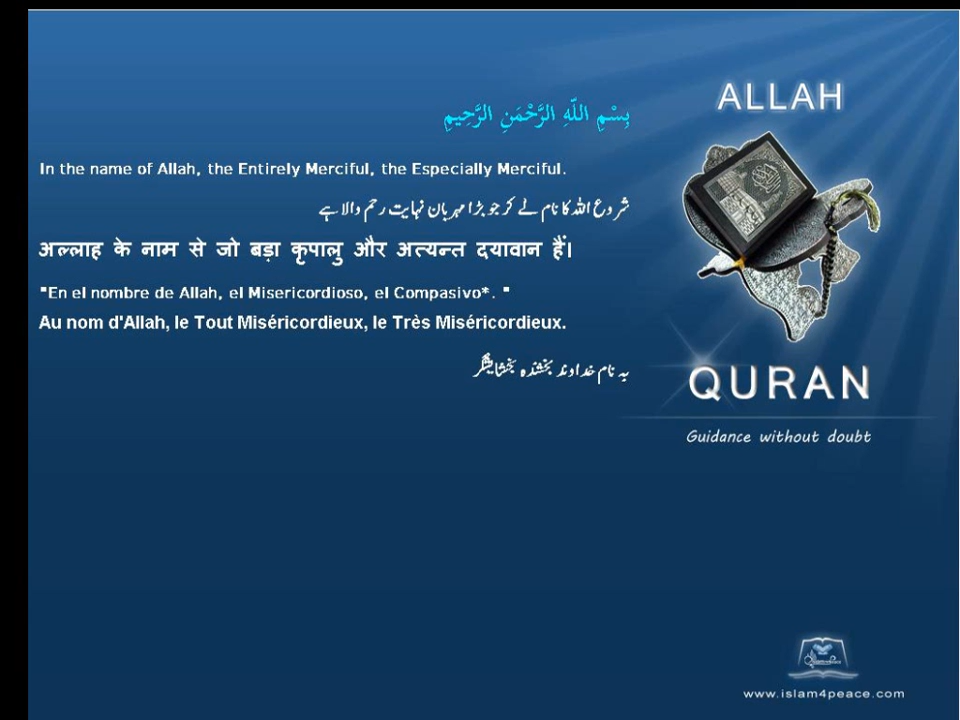 بِسْمِ اللَّهِ الرَّحْمَنِ الرَّحِيمِ
In the name of Allah, the Entirely Merciful, the Especially Merciful.
شروع الله کا نام لے کر جو بڑا مہربان نہایت رحم والا ہے
अल्लाह के नाम से जो बड़ा कृपालु और अत्यन्त दयावान हैं।
"En el nombre de Allah, el Misericordioso, el Compasivo*. "
Au nom d'Allah, le Tout Miséricordieux, le Très Miséricordieux.
به نام خداوند بخشنده بخشایشگر
ALLAH
QURAN
Guidance without doubt
www.islam4peace.com